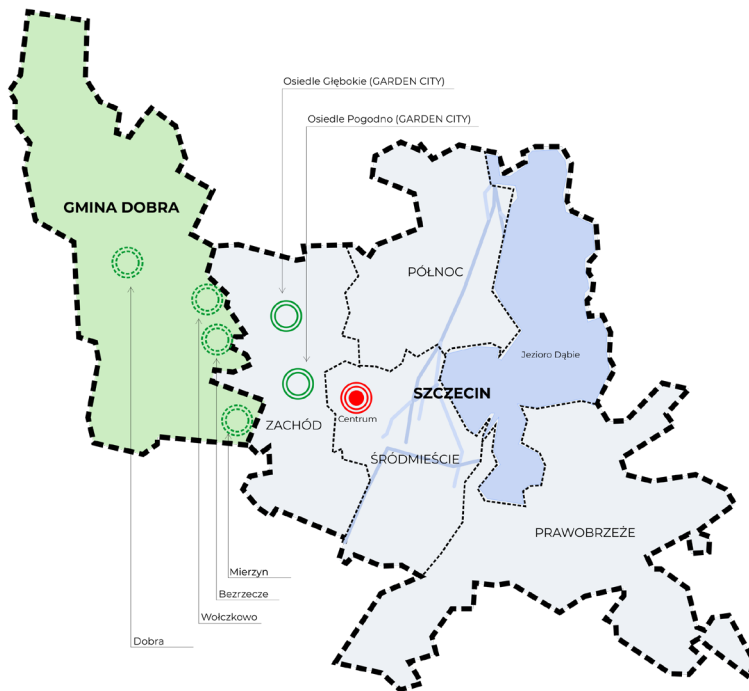 Osiedle Głębokie (GARDEN CITY)
Osiedle Pogodno (GARDEN CITY)
GMINA DOBRA
PÓŁNOC
Jezioro Dąbie
SZCZECIN
Centrum
ZACHÓD
ŚRÓDMIEŚCIE
PRAWOBRZEŻE
Mierzyn
Bezrzecze
Wołczkowo
Dobra